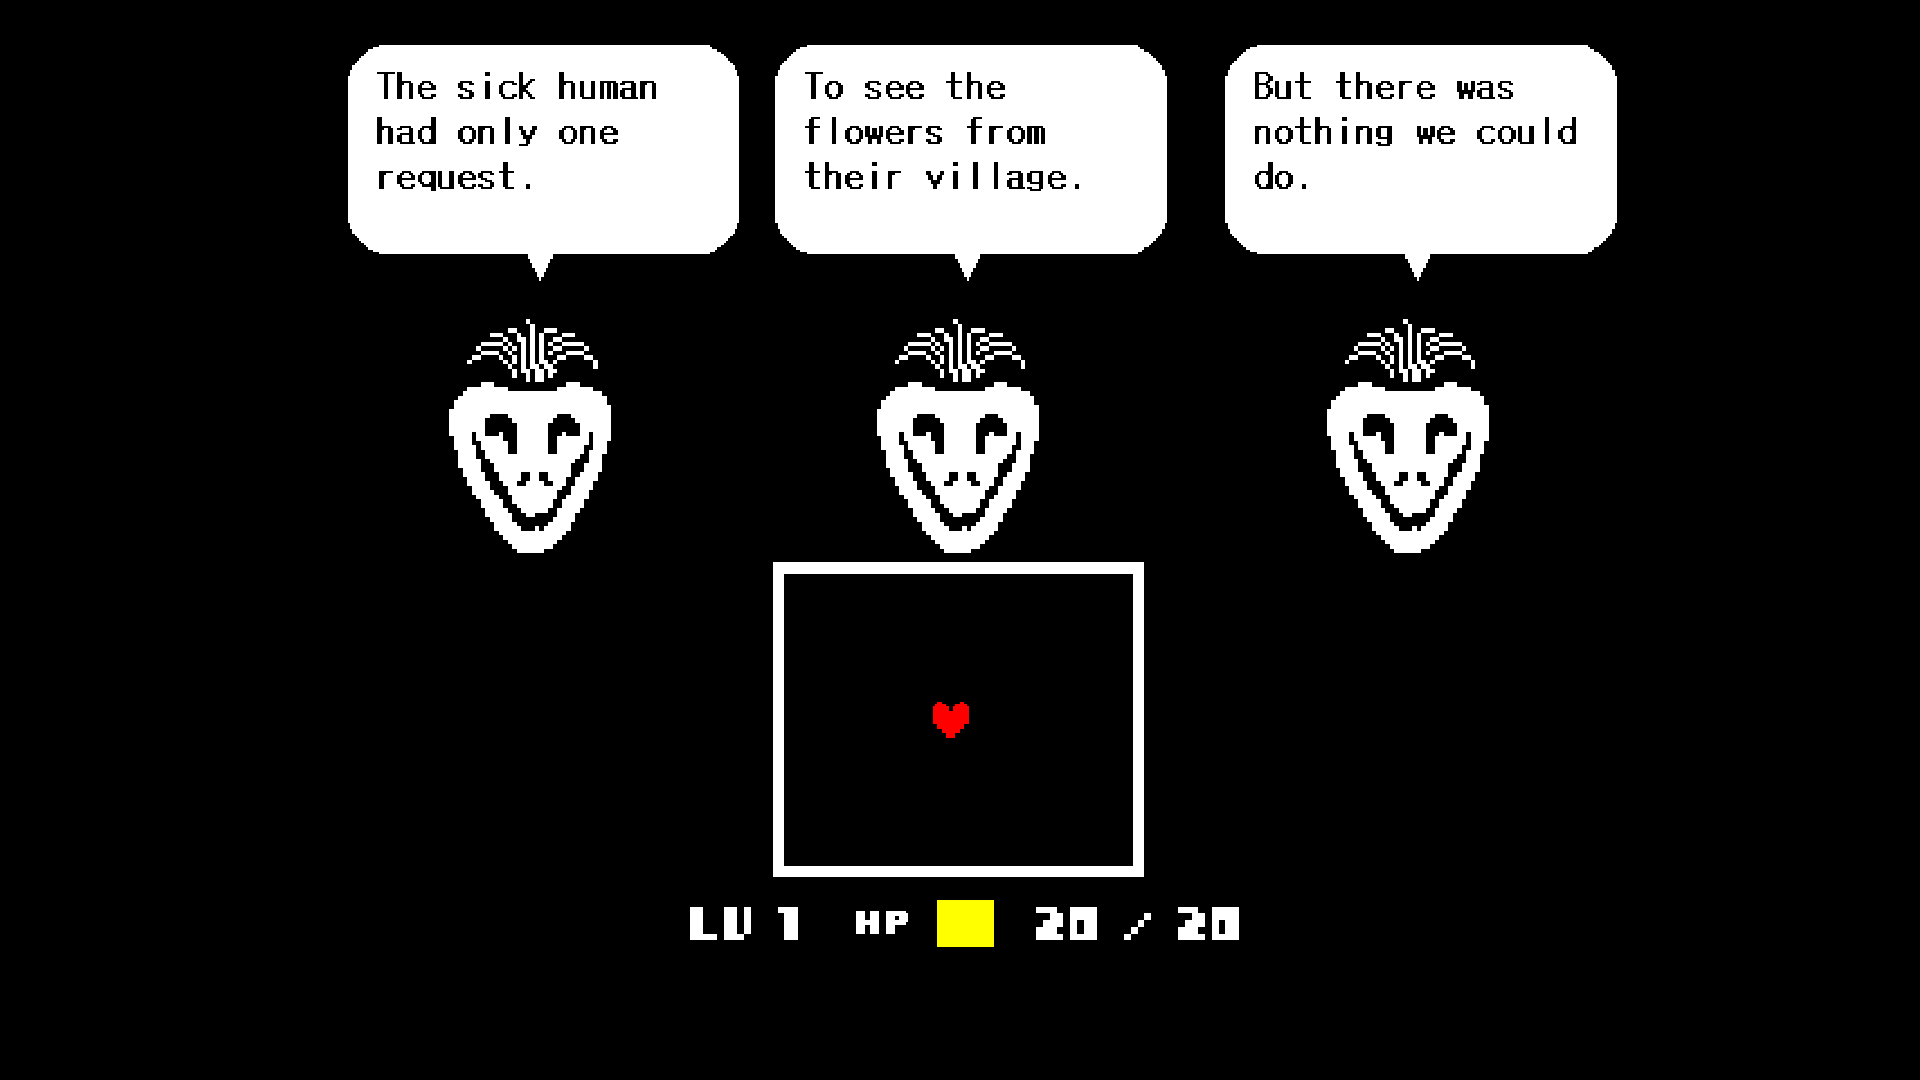 The sick human
had only one
request.
To see the
flowers from
their village.
But there was
nothing we could
do.
LV 1 HP 20 / 20